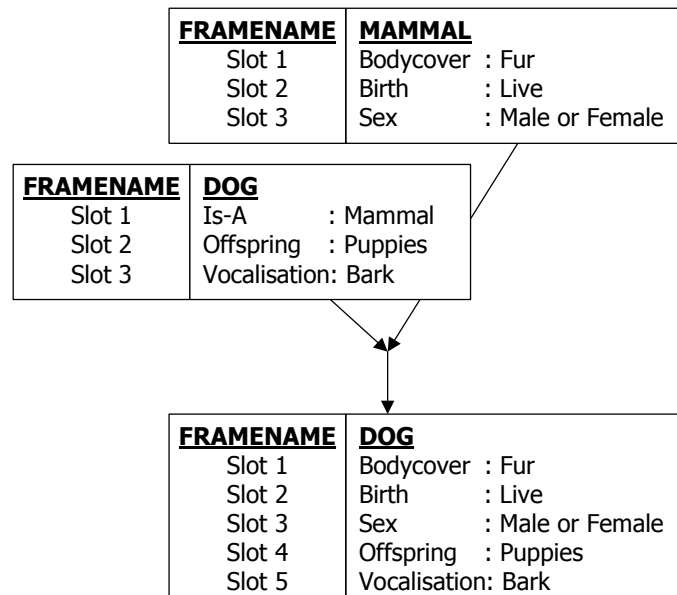 FRAMENAME MAMMAL
Slot 1 Bodycover : Fur
Slot 2 Birth : Live
Slot 3 Sex : Male or Female
FRAMENAME DOG
Slot 1 Is-A : Mammal
Slot 2 Offspring : Puppies
Slot 3 Vocalisation: Bark
FRAMENAME DOG
Slot 1 Bodycover : Fur
Slot 2 Birth : Live
Slot 3 Sex : Male or Female
Slot 4 Offspring : Puppies
Slot 5 Vocalisation: Bark